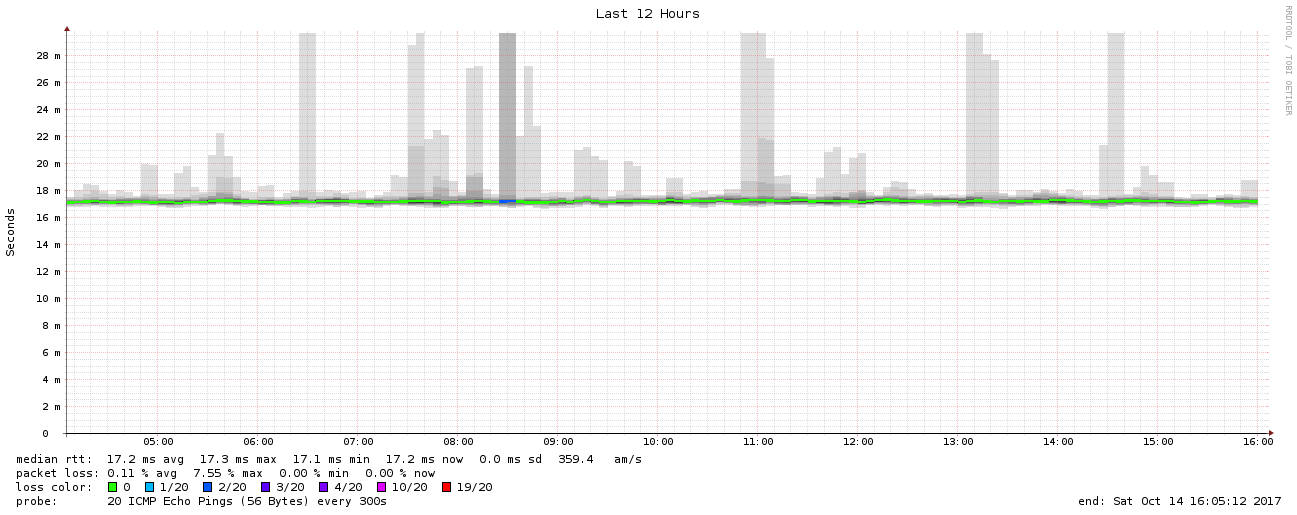 Last 12 Hours
RRDTOOL / TOBI OETIKER
Seconds
28 m
26 m
24 m
22 m
20 m
18 m
16 m
14 m
12 m
10 m
8 m
6 m
4 m
2 m
0
05:00 06:00 07:00 08:00 09:00 10:00 11:00 12:00 13:00 14:00 15:00 16:00
median rtt: 17.2 ms avg 17.3 ms max 17.1 ms min 17.2 ms now 0.0 ms sd 359.4 am/s
packet loss: 0.11 % avg 7.55 % max 0.00 % min 0.00 % now
loss color: 0 1/20 2/20 3/20 4/20 10/20 19/20
probe: 20 ICMP Echo Pings (56 Bytes) every 300s end: Sat Oct 14 16:05:12 2017